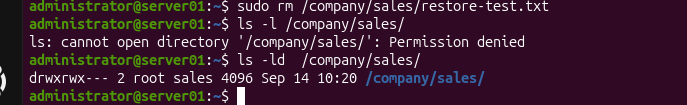 administrator@server01:~$ sudo rm /company/sales/restore-test.txt
administrator@server01:~$ ls -l /company/sales/
ls: cannot open directory '/company/sales/': Permission denied
administrator@server01:~$ ls -ld  /company/sales/
drwxrwx--- 2 root sales 4096 Sep 14 10:20 /company/sales/
administrator@server01:~$